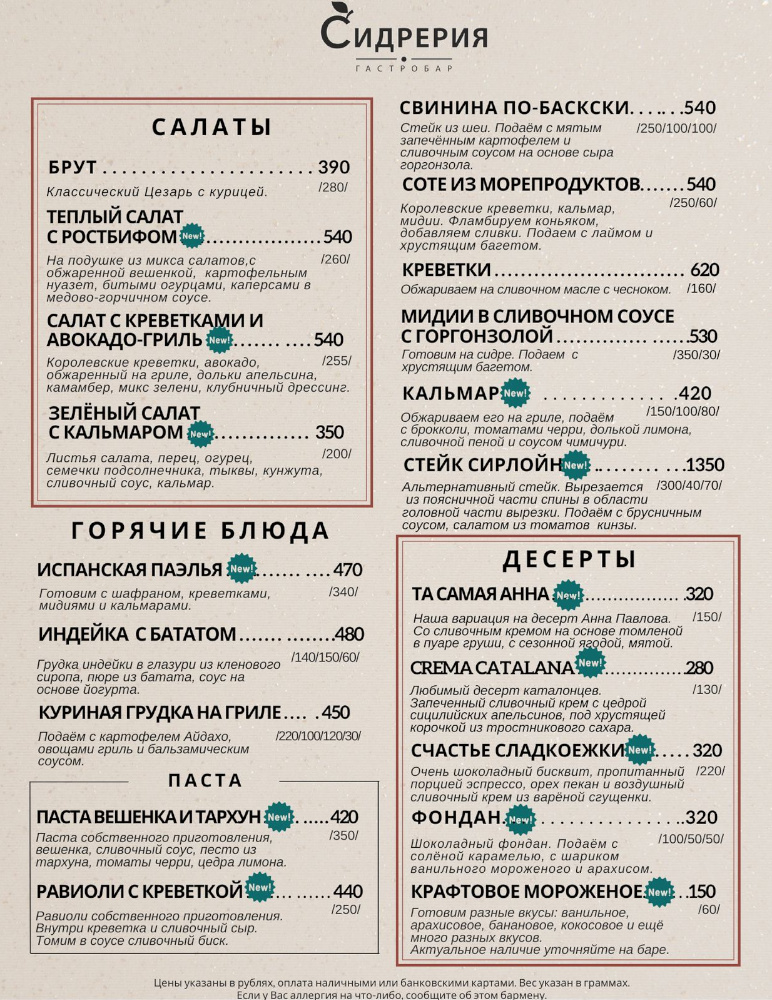 СИДРЕРИЯ
ГАСТРОБАР
САЛАТЫ
БРУТ . . . . . . . . . . . . . . . . . . . . . . 390
Классический Цезарь с курицей. /280/
ТЕПЛЫЙ САЛАТ
С РОСТБИФОМ New! ..................... 540
На подушке из микса салатов,с /260/
обжаренной вешенкой, картофельным
нуазет, битыми огурцами, каперсами в
медово-горчичном соусе.
САЛАТ С КРЕВЕТКАМИ И
АВОКАДО-ГРИЛЬ New! ....... .... 540
Королевские креветки, авокадо, /255/
обжаренный на гриле, дольки апельсина,
камамбер, микс зелени, клубничный дрессинг.
ЗЕЛЁНЫЙ САЛАТ
С КАЛЬМАРОМ New! ................. 350
Листья салата, перец, огурец, /200/
семечки подсолнечника, тыквы, кунжута,
сливочный соус, кальмар.
ГОРЯЧИЕ БЛЮДА
ИСПАНСКАЯ ПАЭЛЬЯ New! ....... .... 470
Готовим с шафраном, креветками, /340/
мидиями и кальмарами.
ИНДЕЙКА С БАТАТОМ ....... ........480
Грудка индейки в глазури из кленового /140/150/60/
сиропа, пюре из батата, соус на
основе йогурта.
КУРИНАЯ ГРУДКА НА ГРИЛЕ.... . 450
Подаём с картофелем Айдахо, /220/100/120/30/
овощами гриль и бальзамическим
соусом.
ПАСТА
ПАСТА ВЕШЕНКА И ТАРХУН New! . ..... 420
Паста собственного приготовления, /350/
вешенка, сливочный соус, песто из
тархуна, томаты черри, цедра лимона.
РАВИОЛИ С КРЕВЕТКОЙ New! ... ...... 440
Равиоли собственного приготовления. /250/
Внутри креветка и сливочный сыр.
Томим в соусе сливочный биск.
СВИНИНА ПО-БАСКСКИ. . . ... . .540
Стейк из шеи. Подаём с мятым /250/100/100/
запечённым картофелем и
сливочным соусом на основе сыра
горгонзола.
СОТЕ ИЗ МОРЕПРОДУКТОВ....... 540
Королевские креветки, кальмар, /250/60/
мидии. Фламбируем коньяком,
добавляем сливки. Подаем с лаймом и
хрустящим багетом.
КРЕВЕТКИ ................................. 620
Обжариваем на сливочном масле с чесноком. /160/
МИДИИ В СЛИВОЧНОМ СОУСЕ
С ГОРГОНЗОЛОЙ ............. .......530
Готовим на сидре. Подаем с /350/30/
хрустящим багетом.
КАЛЬМАР New! . . . . . . . . . . . . .420
Обжариваем его на гриле, подаём /150/100/80/
с брокколи, томатами черри, долькой лимона,
сливочной пеной и соусом чимичури.
СТЕЙК СИРЛОЙН New! .. ....... ...1350
Альтернативный стейк. Вырезается /300/40/70/
из поясничной части спины в области
головной части вырезки. Подаём с брусничным
соусом, салатом из томатов кинзы.
ДЕСЕРТЫ
ТА САМАЯ АННА New! ..................320
Наша вариация на десерт Анна Павлова. /150/
Со сливочным кремом на основе томленой
в пуаре груши, с сезонной ягодой, мятой.
CREMA CATALANA New! ...............280
Любимый десерт каталонцев. /130/
Запеченный сливочный крем с цедрой
сицилийских апельсинов, под хрустящей
корочкой из тростникового сахара.
СЧАСТЬЕ СЛАДКОЕЖКИ New! ..... 320
Очень шоколадный бисквит, пропитанный /220/
порцией эспрессо, орех пекан и воздушный
сливочный крем из варёной сгущенки.
ФОНДАН. New! .. . . . . . . . . . . . . ..320
Шоколадный фондан. Подаём с /100/50/50/
солёной карамелью, с шариком
ванильного мороженого и арахисом.
КРАФТОВОЕ МОРОЖЕНОЕ. New! . .150
Готовим разные вкусы: ванильное, /60/
арахисовое, банановое, кокосовое и ещё
много разных вкусов.
Актуальное наличие уточняйте на баре.
Цены указаны в рублях, оплата наличными или банковскими картами. Вес указан в граммах.
Если у Вас аллергия на что-либо, сообщите об этом бармену.